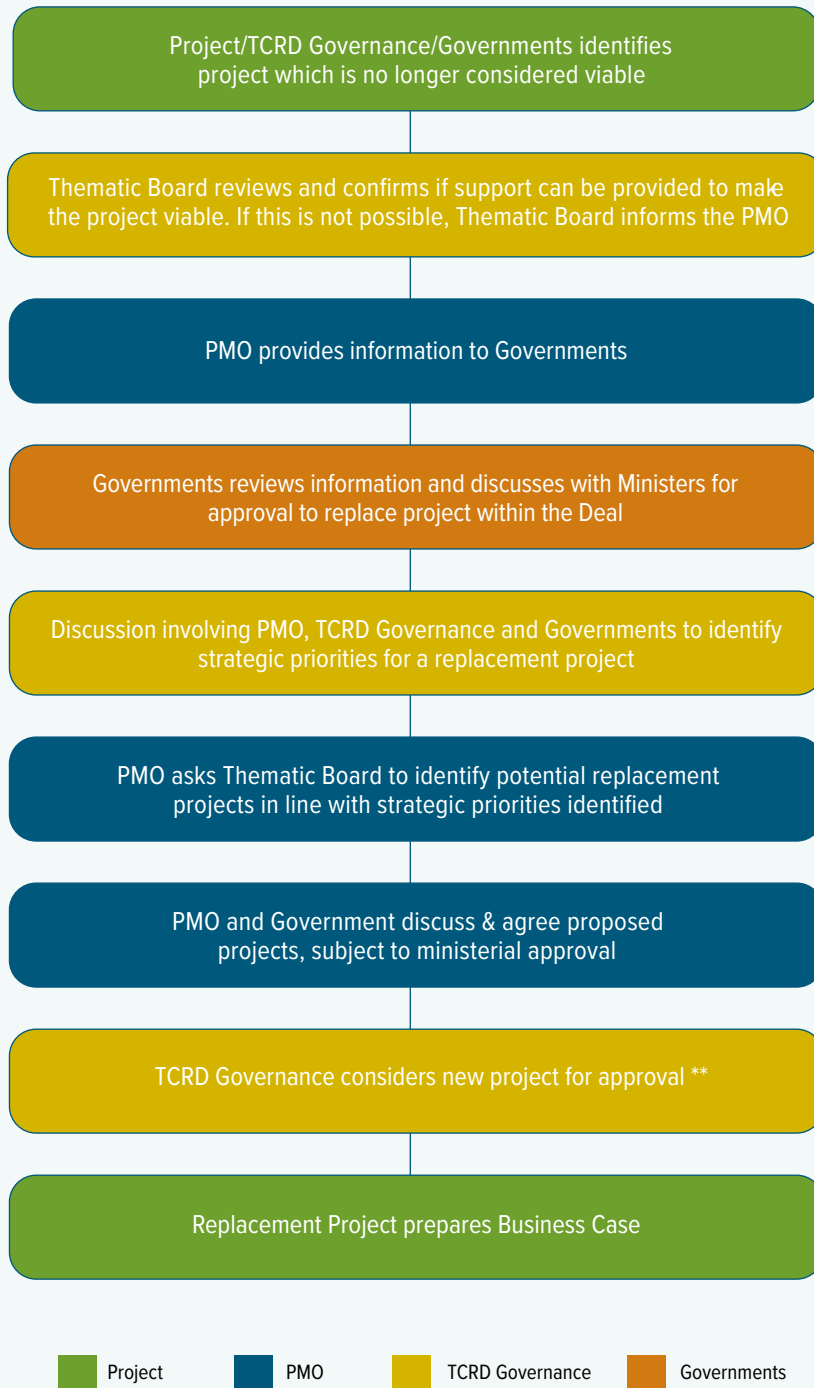 Project/TCRD Governance/Governments identifies
project which is no longer considered viable
Thematic Board reviews and confirms if support can be provided to make
the project viable. If this is not possible, Thematic Board informs the PMO
PMO provides information to Governments
Governments reviews information and discusses with Ministers for
approval to replace project within the Deal
Discussion involving PMO, TCRD Governance and Governments to identify
strategic priorities for a replacement project
PMO asks Thematic Board to identify potential replacement
projects in line with strategic priorities identified
PMO and Government discuss & agree proposed
projects, subject to ministerial approval
TCRD Governance considers new project for approval **
Replacement Project prepares Business Case
Project PMO TCRD Governance Governments